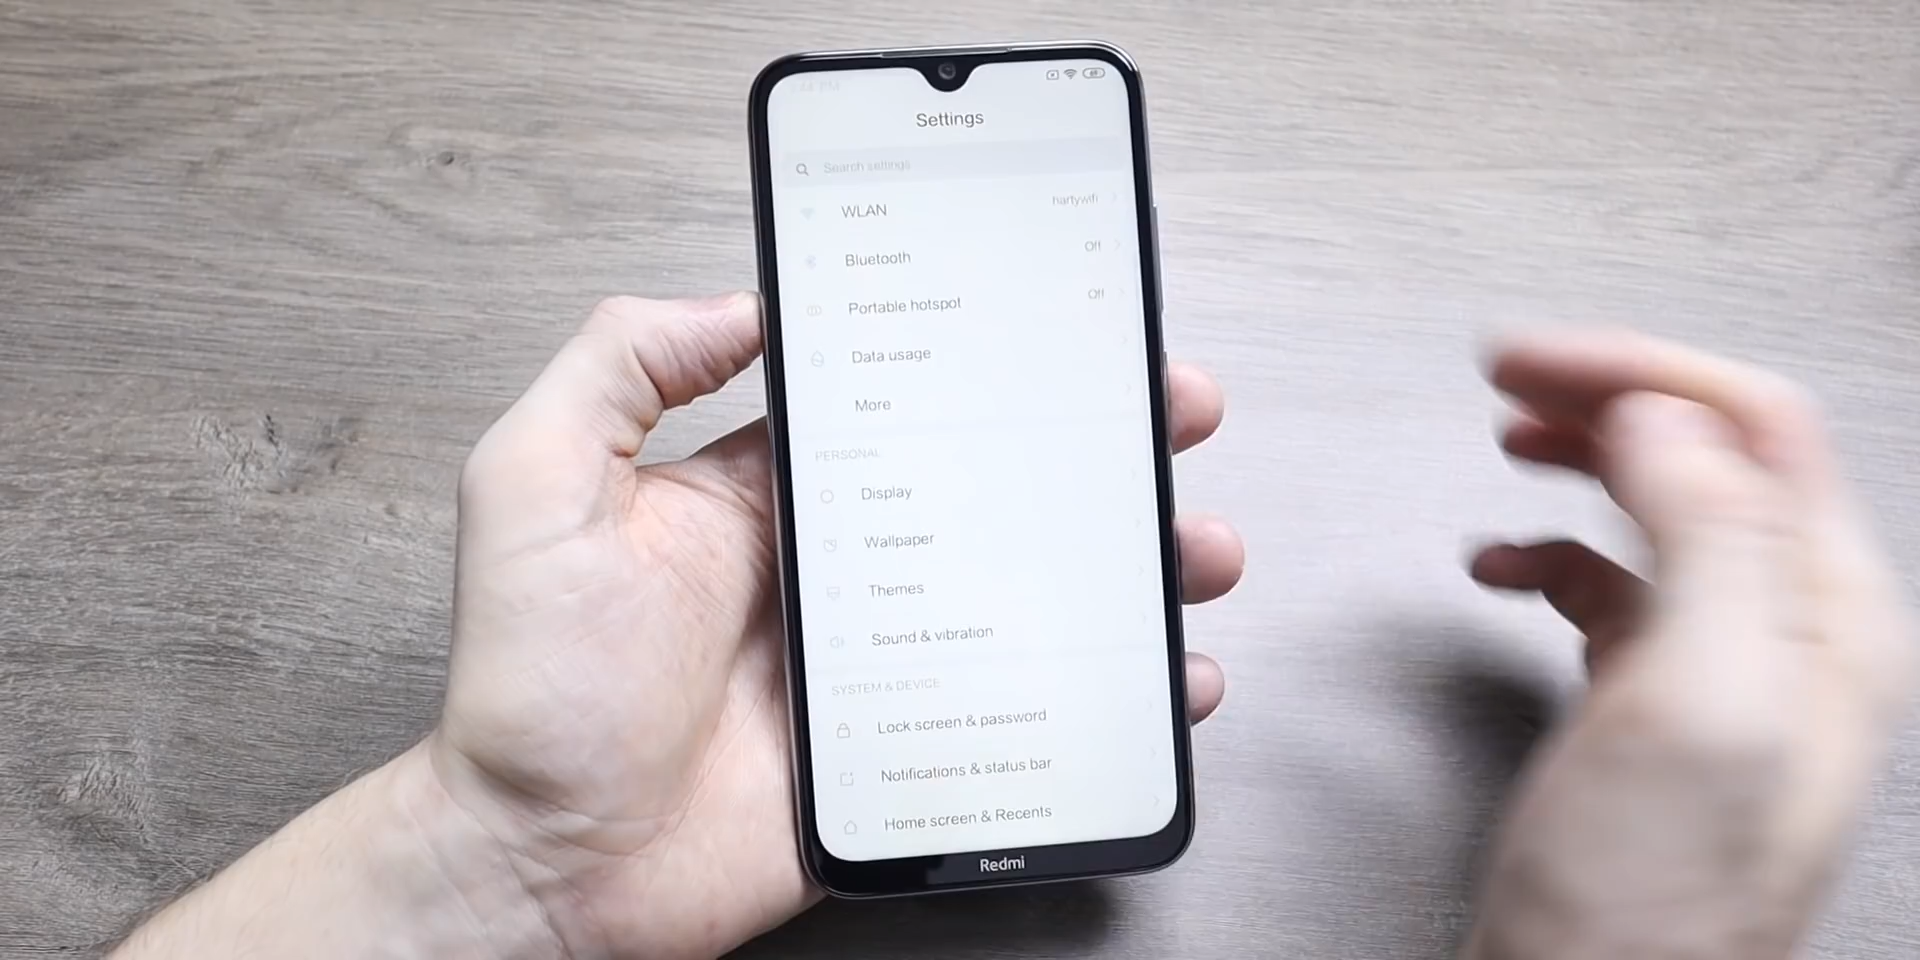 Settings
Search settings
WLAN hartywifi
Bluetooth Off
Portable hotspot Off
Data usage
More
PERSONAL
Display
Wallpaper
Themes
Sound & vibration
SYSTEM & DEVICE
Lock screen & password
Notifications & status bar
Home screen & Recents
Redmi